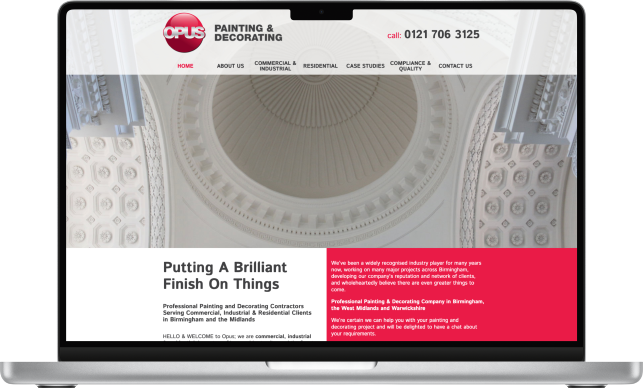 OPUS
PAINTING &
DECORATING
call: 0121 706 3125
HOME
ABOUT US
COMMERCIAL &
INDUSTRIAL
RESIDENTIAL
CASE STUDIES
COMPLIANCE &
QUALITY
CONTACT US
Putting A Brilliant
Finish On Things
Professional Painting and Decorating Contractors
Serving Commercial, Industrial & Residential Clients
in Birmingham and the Midlands
HELLO & WELCOME to Opus; we are commercial, industrial
We've been a widely recognised industry player for many years
now, working on many major projects across Birmingham,
developing our company's reputation and network of clients,
and wholeheartedly believe there are even greater things to
come.
Professional Painting & Decorating Company in Birmingham,
the West Midlands and Warwickshire
We're certain we can help you with your painting and
decorating project and will be delighted to have a chat about
your requirements.